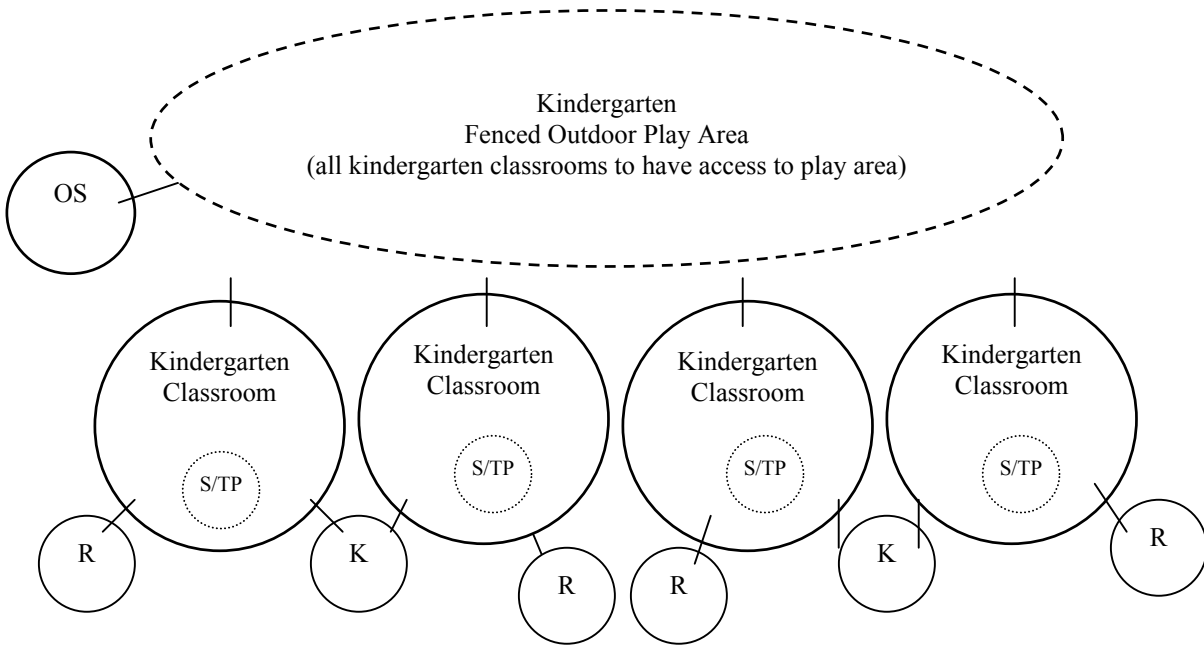 Kindergarten
Fenced Outdoor Play Area
(all kindergarten classrooms to have access to play area)
OS
Kindergarten
Classroom
S/TP
Kindergarten
Classroom
S/TP
Kindergarten
Classroom
S/TP
Kindergarten
Classroom
S/TP
R
K
R
R
K
R